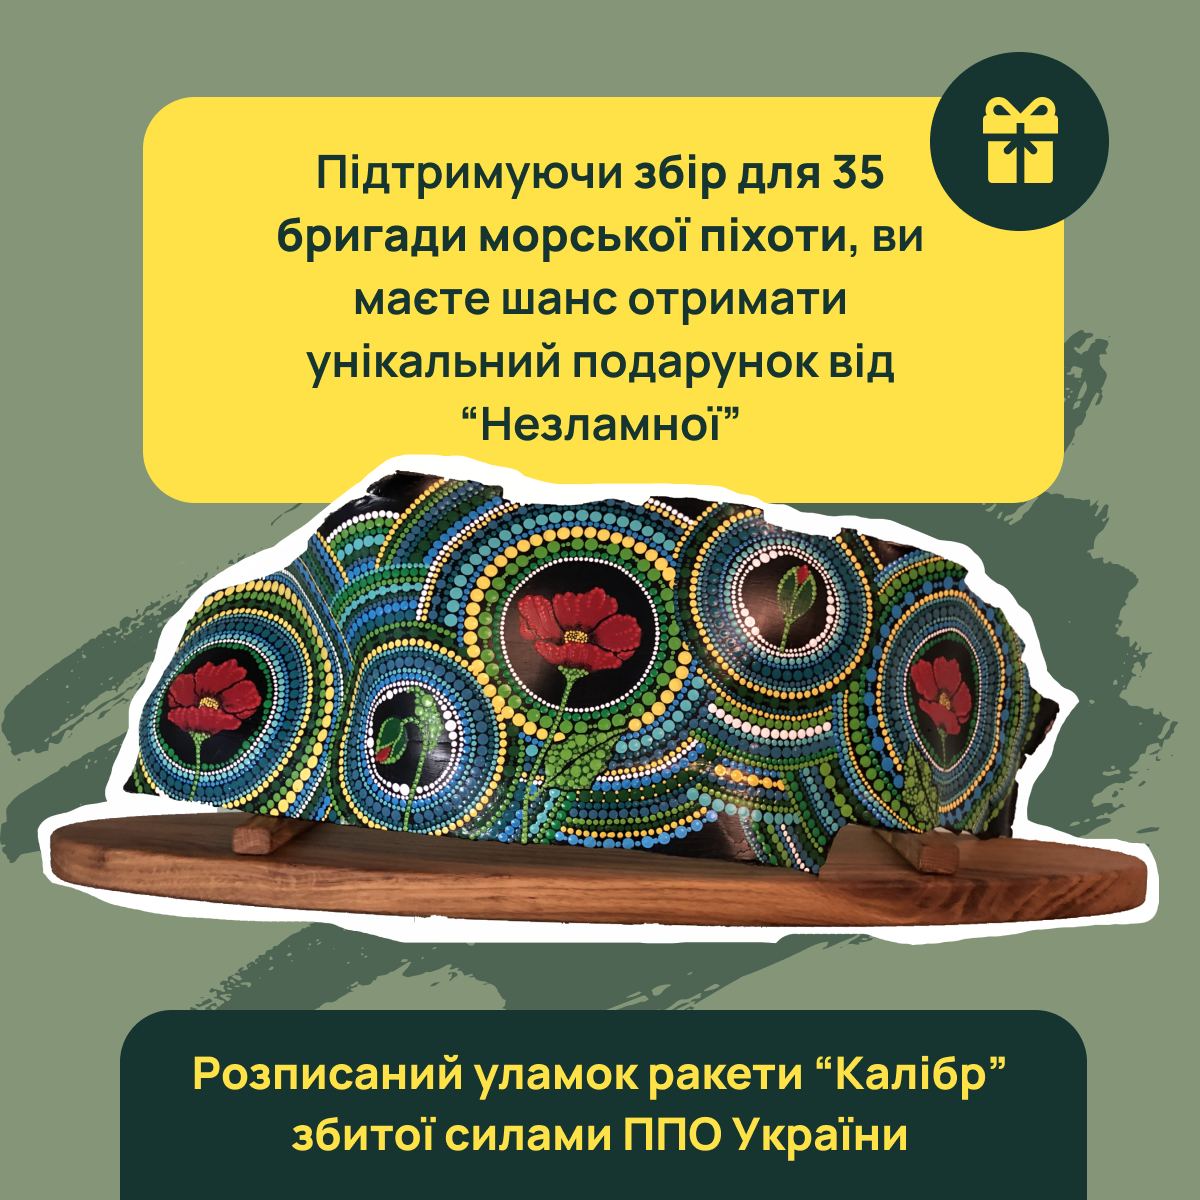 Підтримуючи збір для 35
бригади морської піхоти, ви
маєте шанс отримати
унікальний подарунок від
“Незламної”
Розписаний уламок ракети “Калібр”
збитої силами ППО України